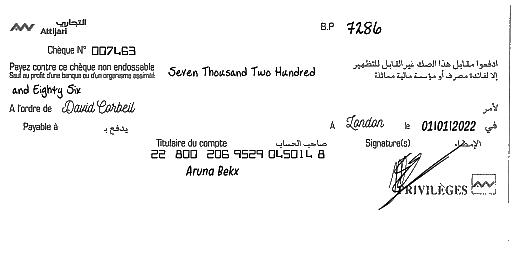 التجاري
Attijari
B.P 7286
Chèque N° 007463
Payez contre ce chèque non endossable
Sauf au profit d'une banque ou d'un organisme assimilé
Seven Thousand Two Hundred
ادفعوا مقابل هذا الصك غير القابل للتظهير
إلا لفائدة مصرف أو مؤسسة مالية مماثلة
and Eighty Six
A l'ordre de David Corbeil
لأمر
Payable à يدفع بـ
A London le 01/01/2022 في
Titulaire du compte صاحب الحساب
Signature(s) الإمضاء
22 800 206 9529 045014 8
Aruna Bekx
PRIVILÈGES